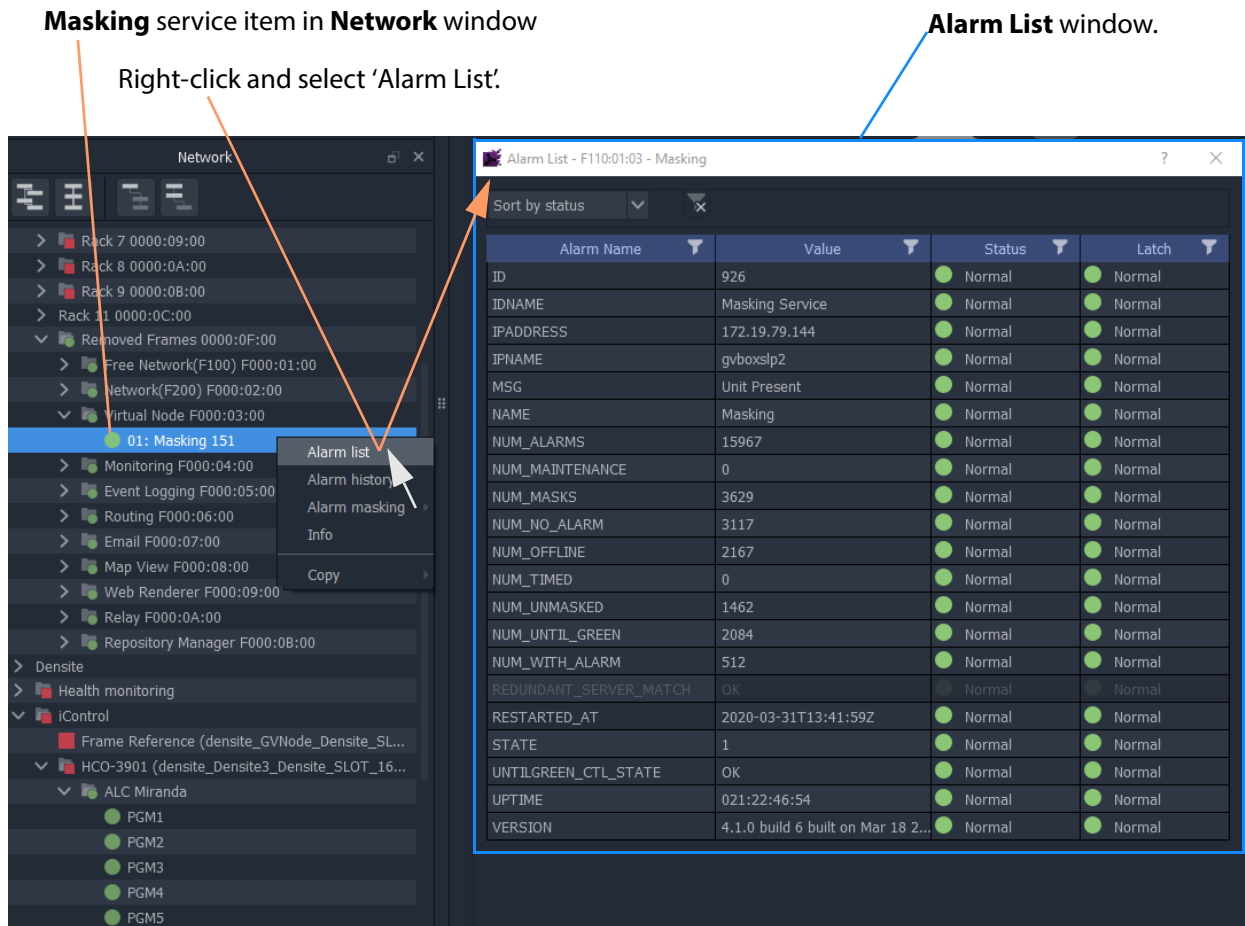 Masking service item in Network window
Alarm List window.
Right-click and select ‘Alarm List’.
Network
Rack 7 0000:09:00
Rack 8 0000:0A:00
Rack 9 0000:0B:00
Rack 11 0000:0C:00
Removed Frames 0000:0F:00
Free Network(F100) F000:01:00
Network(F200) F000:02:00
Virtual Node F000:03:00
01: Masking 151
Monitoring F000:04:00
Event Logging F000:05:00
Routing F000:06:00
Email F000:07:00
Map View F000:08:00
Web Renderer F000:09:00
Relay F000:0A:00
Repository Manager F000:0B:00
Densite
Health monitoring
iControl
Frame Reference (densite_GVNode_Densite_SL...
HCO-3901 (densite_Densite3_Densite_SLOT_16...
ALC Miranda
PGM1
PGM2
PGM3
PGM4
PGM5
Alarm list
Alarm history
Alarm masking
Info
Copy
Alarm List - F110:01:03 - Masking ?
Sort by status
Alarm Name Value Status Latch
ID 926 Normal Normal
IDNAME Masking Service Normal Normal
IPADDRESS 172.19.79.144 Normal Normal
IPNAME gvboxslp2 Normal Normal
MSG Unit Present Normal Normal
NAME Masking Normal Normal
NUM_ALARMS 15967 Normal Normal
NUM_MAINTENANCE 0 Normal Normal
NUM_MASKS 3629 Normal Normal
NUM_NO_ALARM 3117 Normal Normal
NUM_OFFLINE 2167 Normal Normal
NUM_TIMED 0 Normal Normal
NUM_UNMASKED 1462 Normal Normal
NUM_UNTIL_GREEN 2084 Normal Normal
NUM_WITH_ALARM 512 Normal Normal
REDUNDANT_SERVER_MATCH OK Normal Normal
RESTARTED_AT 2020-03-31T13:41:59Z Normal Normal
STATE 1 Normal Normal
UNTILGREEN_CTL_STATE OK Normal Normal
UPTIME 021:22:46:54 Normal Normal
VERSION 4.1.0 build 6 built on Mar 18 2... Normal Normal